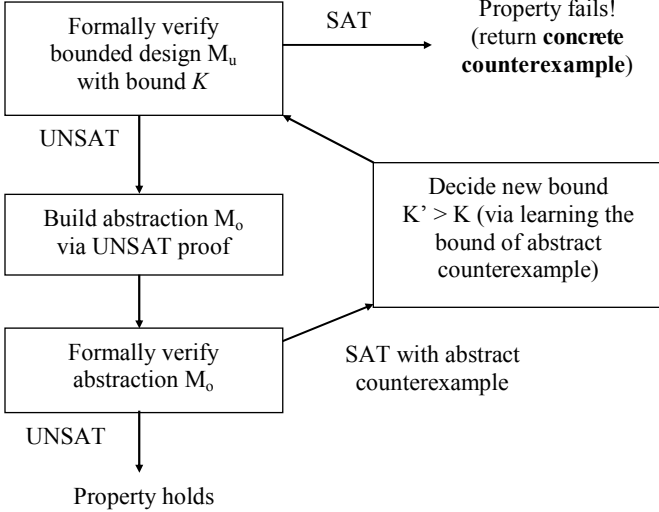 Formally verify
bounded design Mᵤ
with bound K
SAT
Property fails!
(return concrete
counterexample)
UNSAT
Build abstraction Mₒ
via UNSAT proof
Decide new bound
K’ > K (via learning the
bound of abstract
counterexample)
Formally verify
abstraction Mₒ
SAT with abstract
counterexample
UNSAT
Property holds